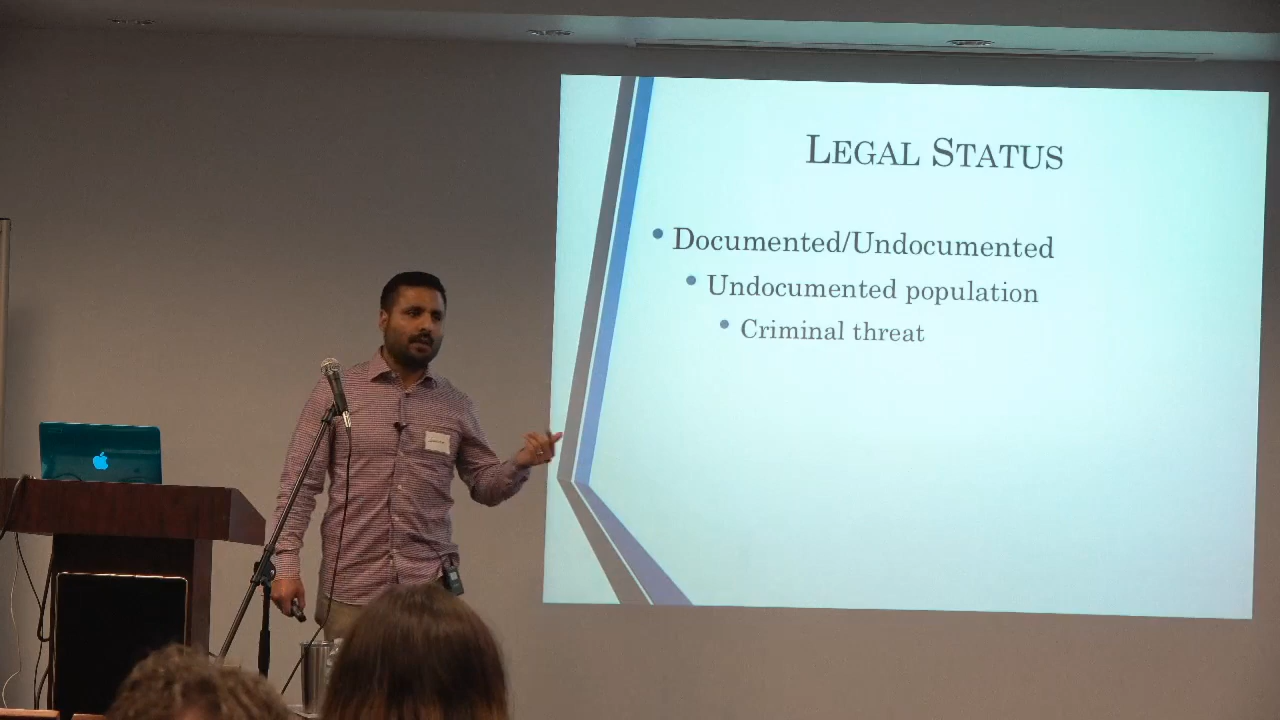 LEGAL STATUS
• Documented/Undocumented
• Undocumented population
• Criminal threat